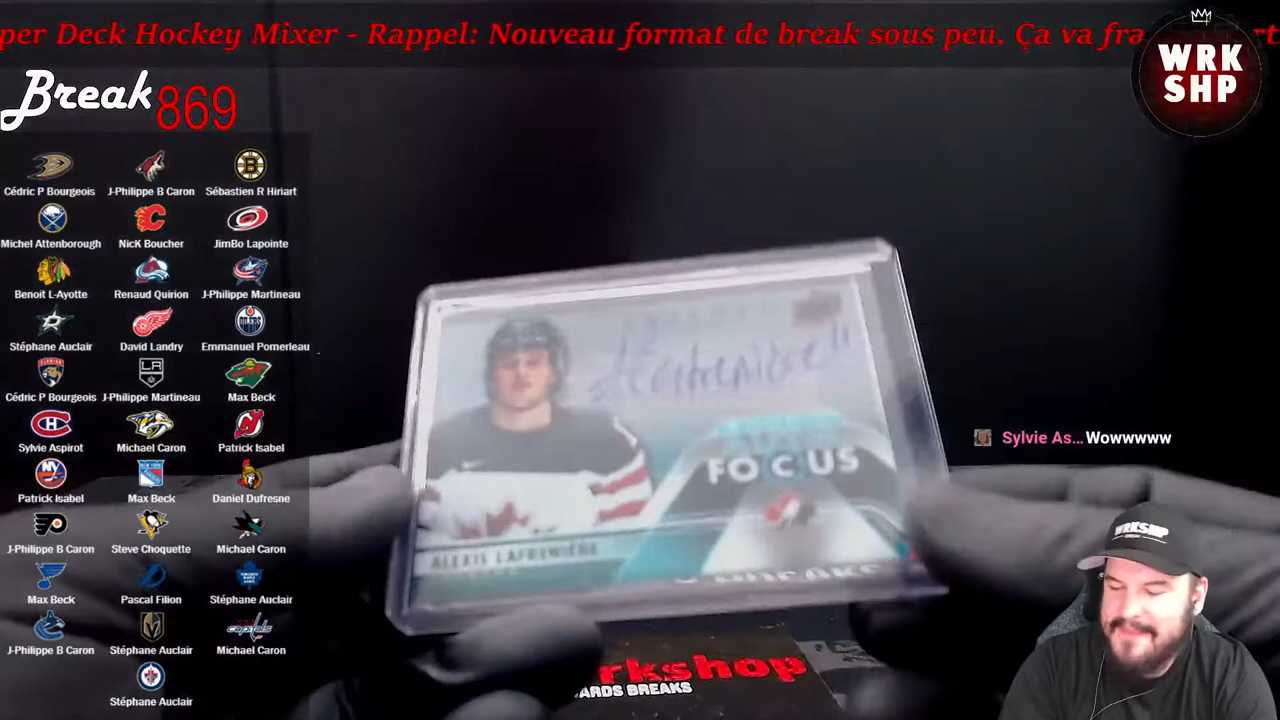 per Deck Hockey Mixer - Rappel: Nouveau format de break sous peu. Ça va fra
WRK
SHP
Break 869
Cédric P Bourgeois J-Philippe B Caron Sébastien R Hiriart
Michel Attenborough NicK Boucher JimBo Lapointe
Benoit L-Ayotte Renaud Quirion J-Philippe Martineau
Stéphane Auclair David Landry Emmanuel Pomerleau
Cédric P Bourgeois J-Philippe Martineau Max Beck
Sylvie Aspirot Michael Caron Patrick Isabel
Patrick Isabel Max Beck Daniel Dufresne
J-Philippe B Caron Steve Choquette Michael Caron
Max Beck Pascal Filion Stéphane Auclair
J-Philippe B Caron Stéphane Auclair Michael Caron
Stéphane Auclair
FOCUS
ALEXIS LAFRENIÈRE
Sylvie As... Wowwwww
WRKSHP
rkshop
ARDS BREAKS